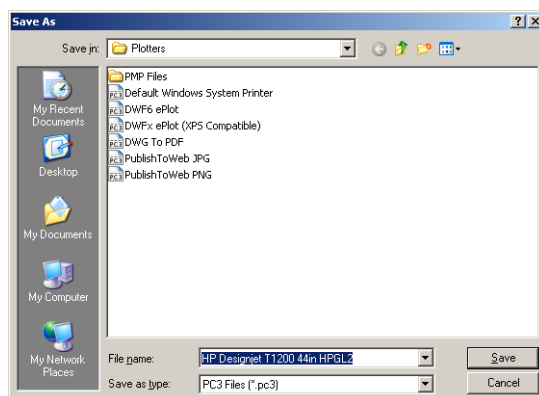 Save As
Save in:
Plotters
My Recent
Documents
Desktop
My Documents
My Computer
My Network
Places
PMP Files
Default Windows System Printer
DWF6 ePlot
DWFx ePlot (XPS Compatible)
DWG To PDF
PublishToWeb JPG
PublishToWeb PNG
File name:
HP Designjet T1200 44in HPGL2
Save
Save as type:
PC3 Files (*.pc3)
Cancel